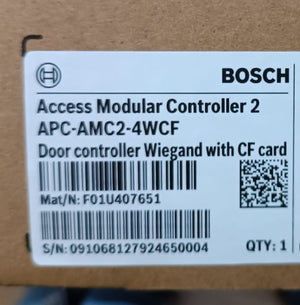 BOSCH
Access Modular Controller 2
APC-AMC2-4WCF
Door controller Wiegand with CF card
Mat/N: F01U407651
S/N: 091068127924650004 QTY: 1